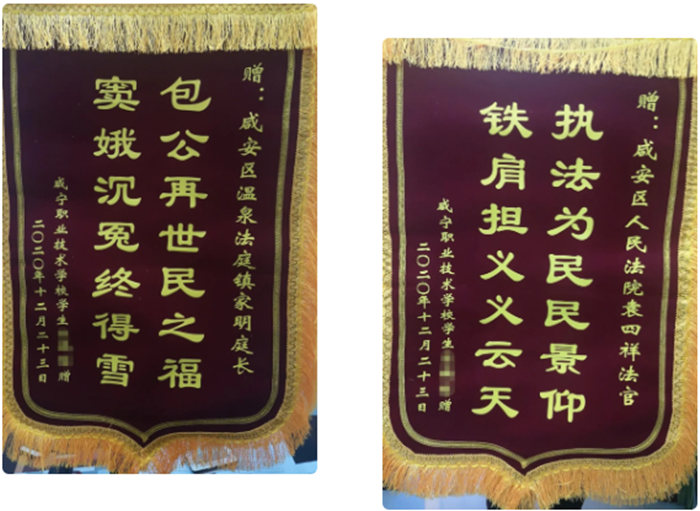 赠：咸安区温泉法庭镇家明庭长
包公再世民之福
窦娥沉冤终得雪
咸宁职业技术学校学生 赠
二〇二〇年十二月二十三日
赠：咸安区人民法院袁四祥法官
执法为民民景仰
铁肩担义义云天
咸宁职业技术学校学生 赠
二〇二〇年十二月二十三日